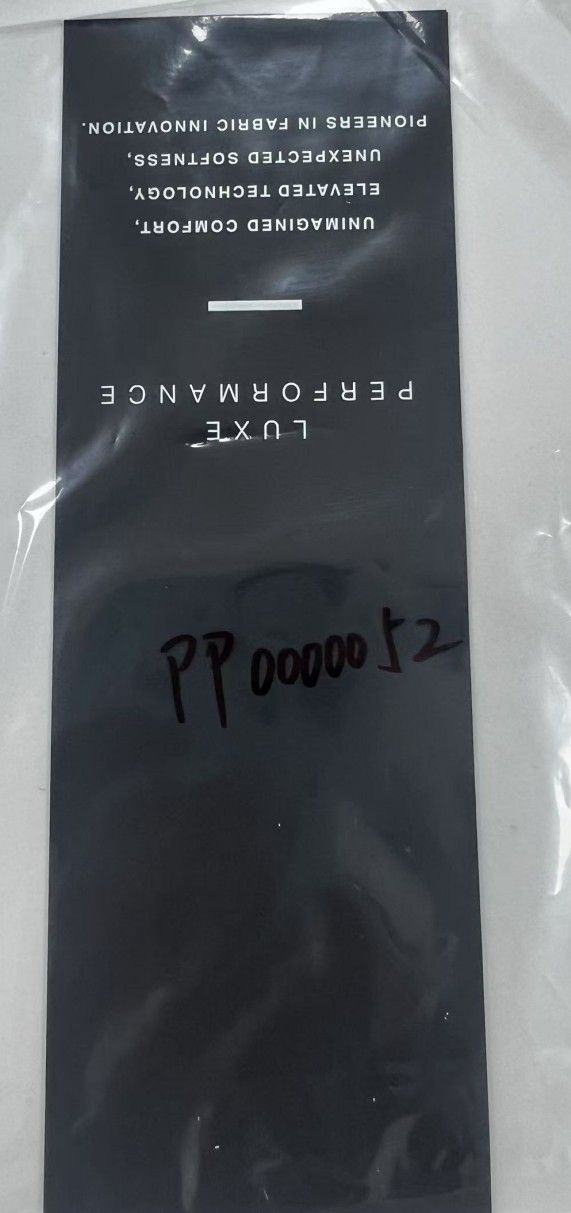 LUXE
PERFORMANCE
UNIMAGINED COMFORT,
ELEVATED TECHNOLOGY,
UNEXPECTED SOFTNESS,
PIONEERS IN FABRIC INNOVATION.
PP0000052